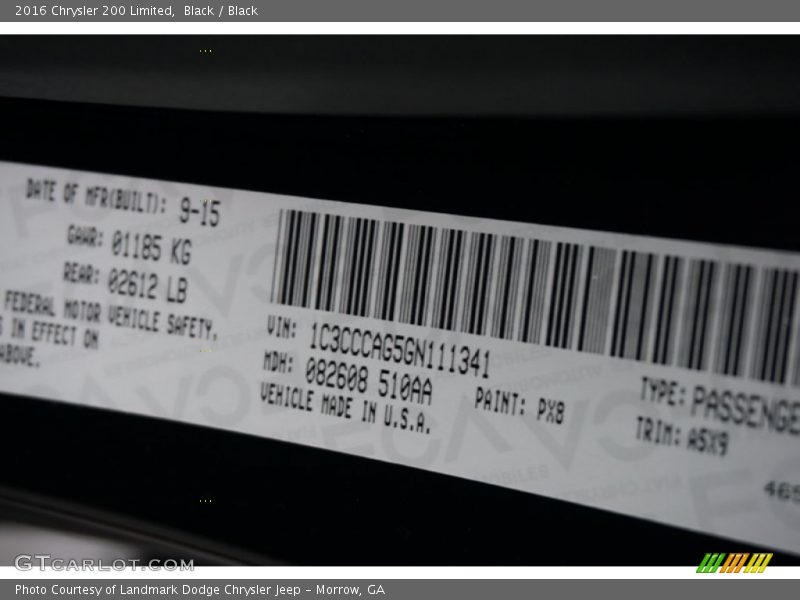 2016 Chrysler 200 Limited,  Black / Black
DATE OF MFR(BUILT): 9-15
GAWR: 01185 KG
REAR: 02612 LB
FEDERAL MOTOR VEHICLE SAFETY,
IN EFFECT ON
ABOVE.
VIN: 1C3CCCAG5GN111341
MDH: 082608 510AA
VEHICLE MADE IN U.S.A.
PAINT: PX8
TYPE: PASSENGE
TRIM: A5X9
465
GTCARLOT.COM
Photo Courtesy of Landmark Dodge Chrysler Jeep – Morrow, GA